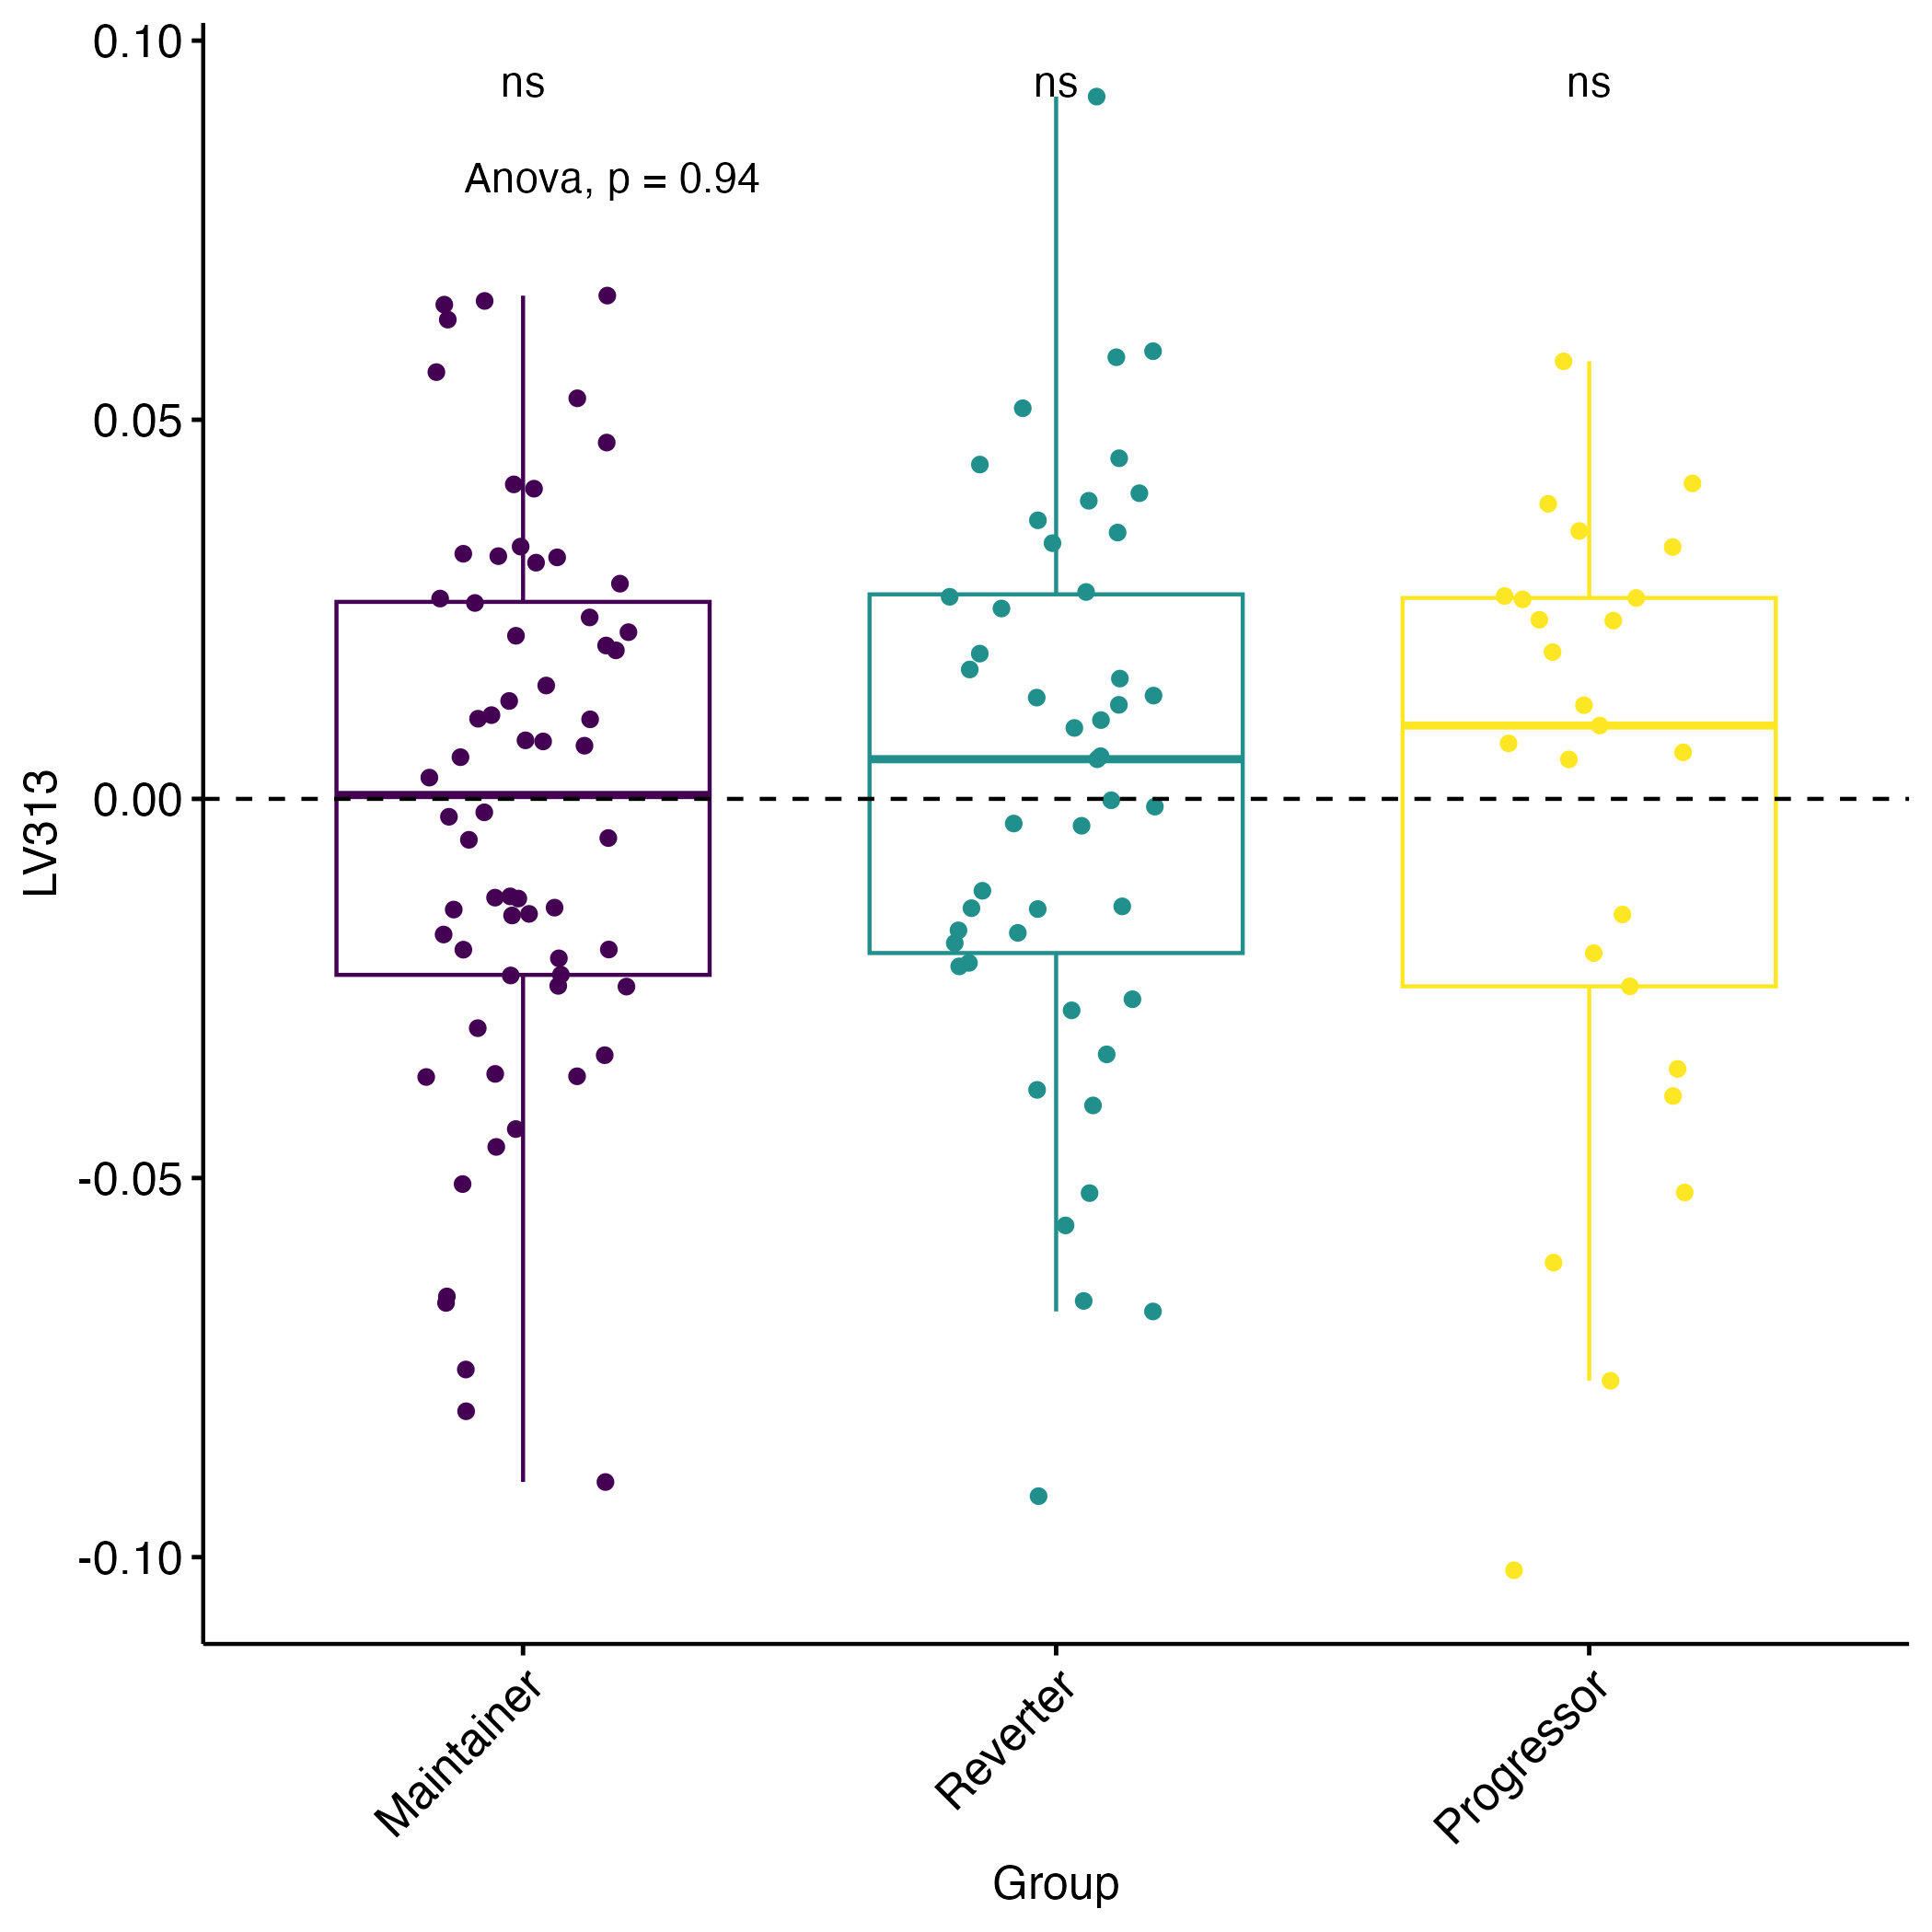 0.10
ns
ns
ns
Anova, p = 0.94
0.05
0.00
LV313
-0.05
-0.10
Maintainer
Reverter
Progressor
Group